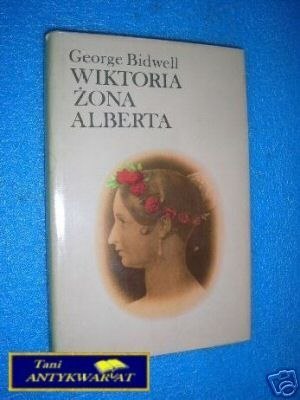 George Bidwell
WIKTORIA
ŻONA
ALBERTA
Tani
ANTYKWARIAT